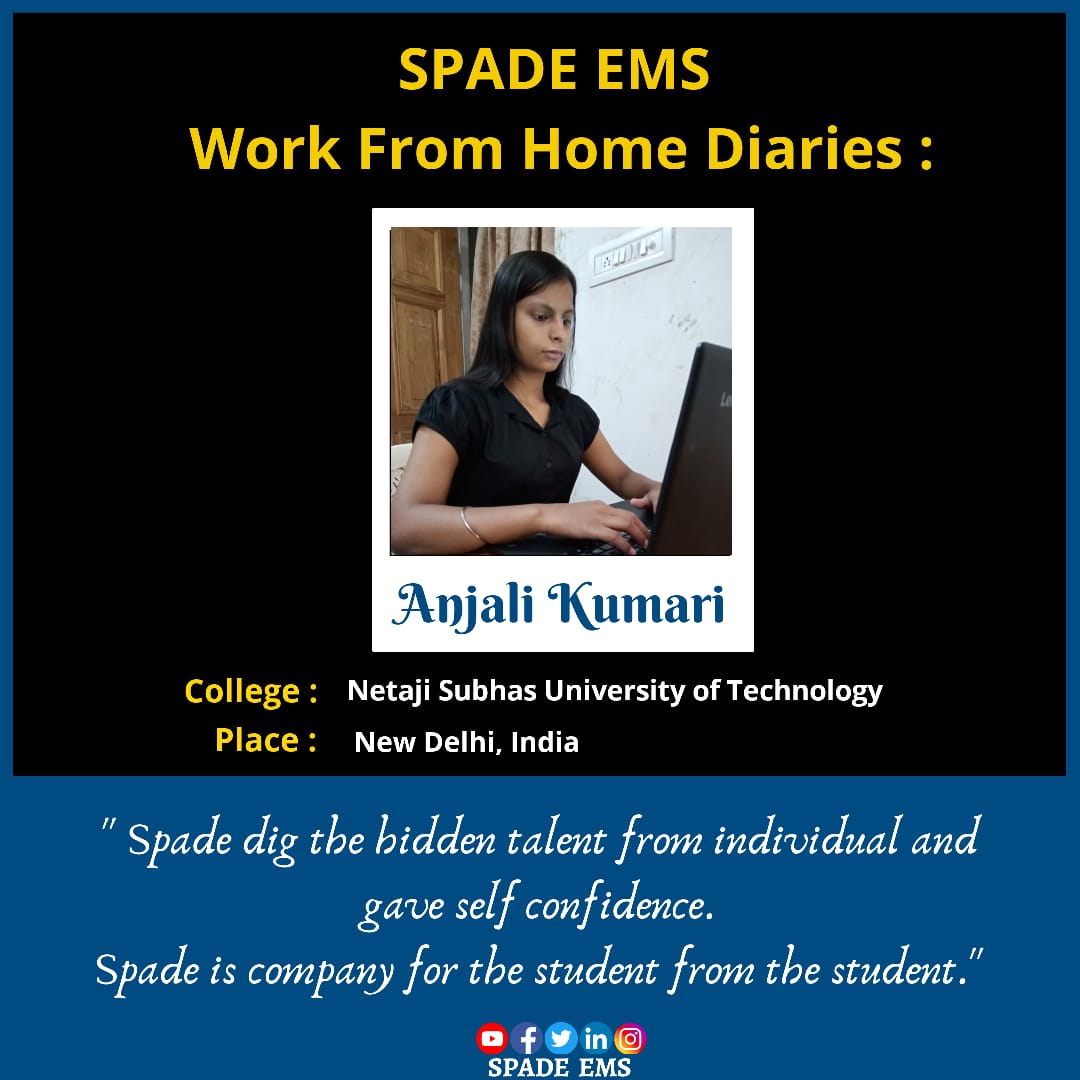 SPADE EMS
Work From Home Diaries :
Anjali Kumari
College : Netaji Subhas University of Technology
Place : New Delhi, India
" Spade dig the hidden talent from individual and
gave self confidence.
Spade is company for the student from the student."
SPADE EMS